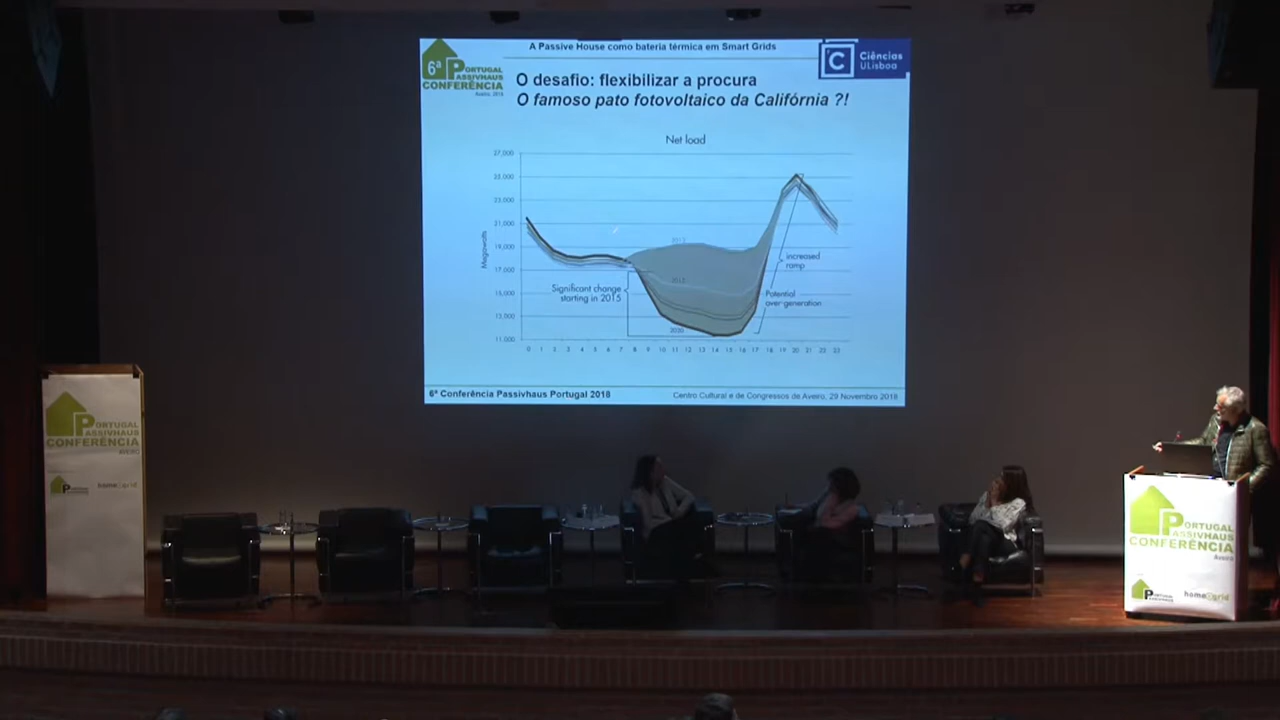 A Passive House como bateria térmica em Smart Grids
6ª PORTUGAL
PASSIVHAUS
CONFERÊNCIA
Aveiro, 2018
C Ciências
ULisboa
O desafio: flexibilizar a procura
O famoso pato fotovoltaico da Califórnia ?!
Net load
Megawatts
27,000
25,000
23,000
21,000
19,000
17,000
15,000
13,000
11,000
2012
Significant change
starting in 2015
increased
ramp
Potential
over-generation
2020
0 1 2 3 4 5 6 7 8 9 10 11 12 13 14 15 16 17 18 19 20 21 22 23
6ª Conferência Passivhaus Portugal 2018
Centro Cultural e de Congressos de Aveiro, 29 Novembro 2018
PORTUGAL
PASSIVHAUS
CONFERÊNCIA
AVEIRO
homegrid
PORTUGAL
PASSIVHAUS
CONFERÊNCIA
AVEIRO
PORTUGAL
PASSIVHAUS
homegrid